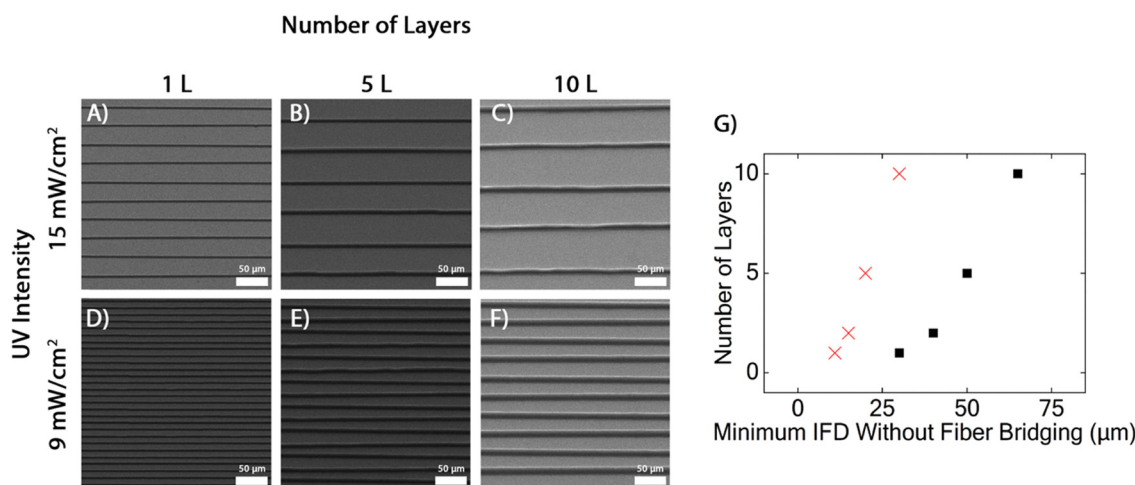 Number of Layers
1 L
5 L
10 L
UV Intensity
15 mW/cm²
A)
50 µm
B)
50 µm
C)
50 µm
9 mW/cm²
D)
50 µm
E)
50 µm
F)
50 µm
G)
Number of Layers
10
5
0
0
25
50
75
Minimum IFD Without Fiber Bridging (µm)